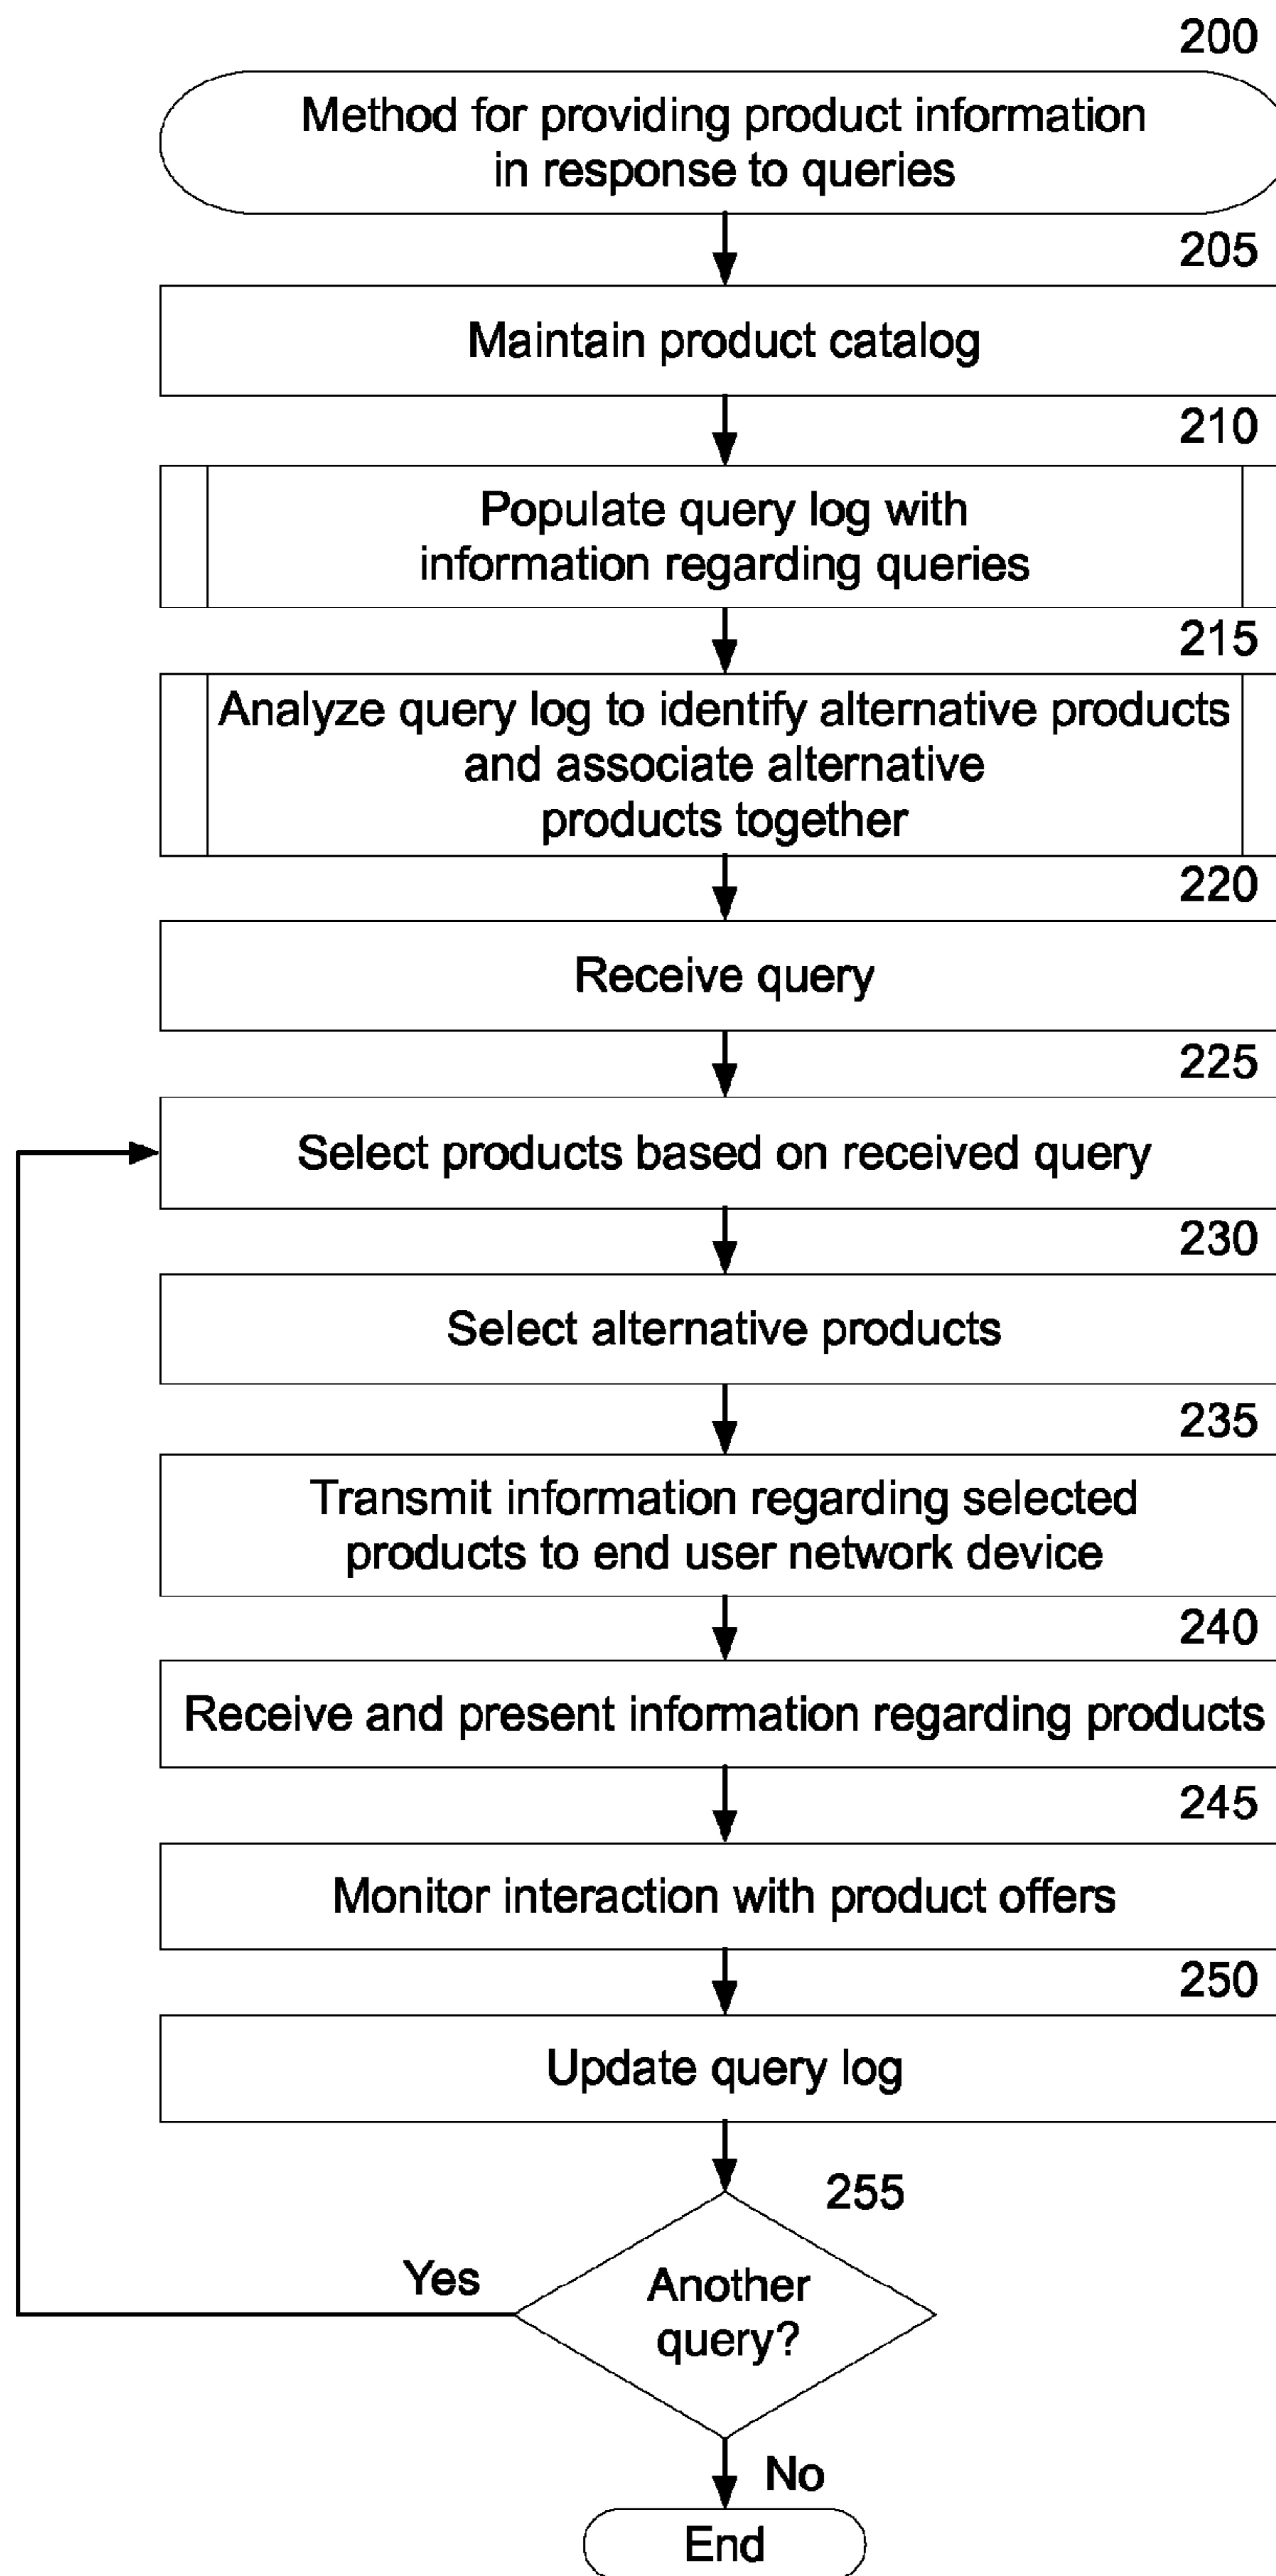 200
Method for providing product information
in response to queries
205
Maintain product catalog
210
Populate query log with
information regarding queries
215
Analyze query log to identify alternative products
and associate alternative
products together
220
Receive query
225
Select products based on received query
230
Select alternative products
235
Transmit information regarding selected
products to end user network device
240
Receive and present information regarding products
245
Monitor interaction with product offers
250
Update query log
255
Another
query?
Yes
No
End